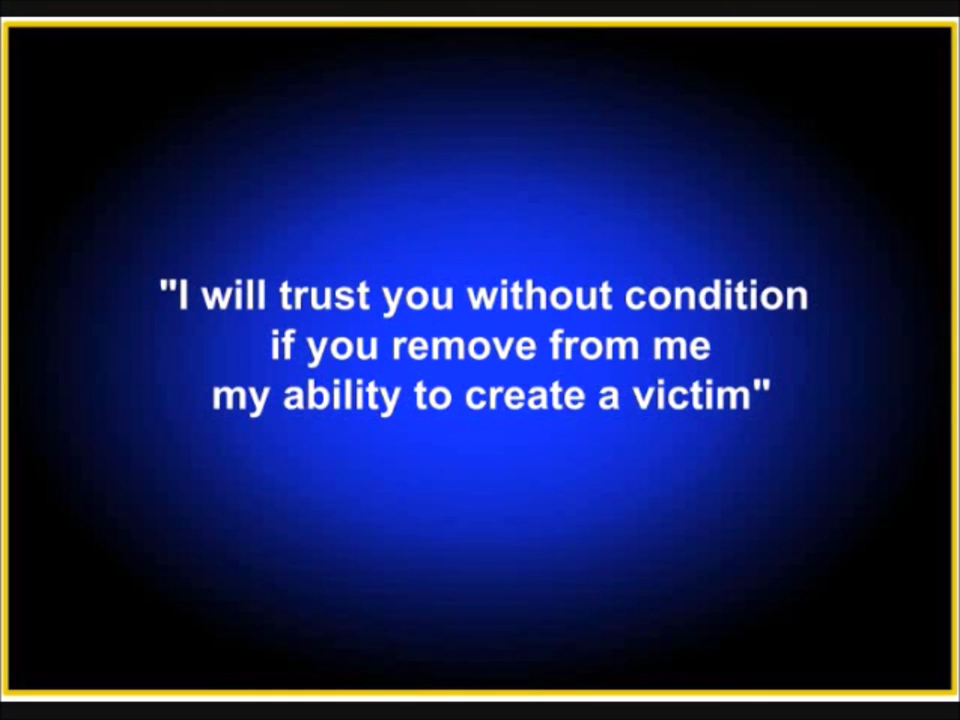 "I will trust you without condition
if you remove from me
my ability to create a victim"